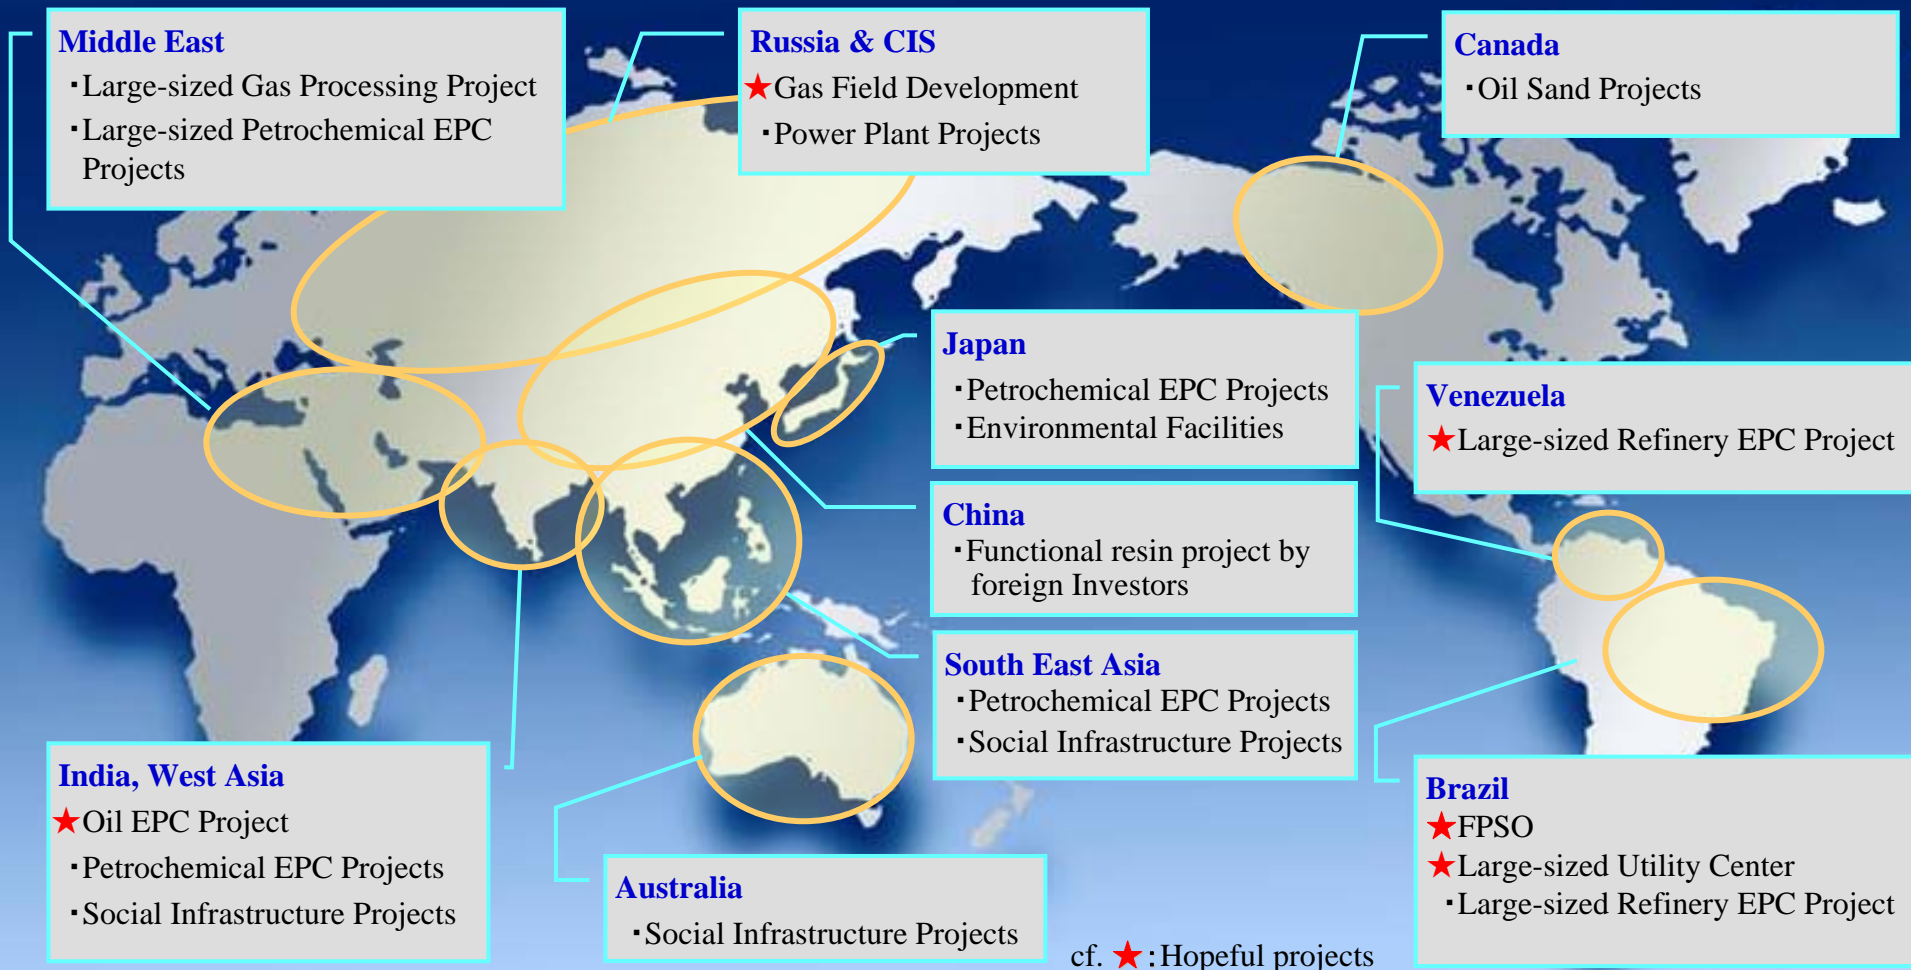 Middle East
・Large-sized Gas Processing Project
・Large-sized Petrochemical EPC
Projects
Russia & CIS
★Gas Field Development
・Power Plant Projects
Canada
・Oil Sand Projects
Japan
・Petrochemical EPC Projects
・Environmental Facilities
Venezuela
★Large-sized Refinery EPC Project
China
・Functional resin project by
foreign Investors
South East Asia
・Petrochemical EPC Projects
・Social Infrastructure Projects
India, West Asia
★Oil EPC Project
・Petrochemical EPC Projects
・Social Infrastructure Projects
Australia
・Social Infrastructure Projects
Brazil
★FPSO
★Large-sized Utility Center
・Large-sized Refinery EPC Project
cf. ★:Hopeful projects